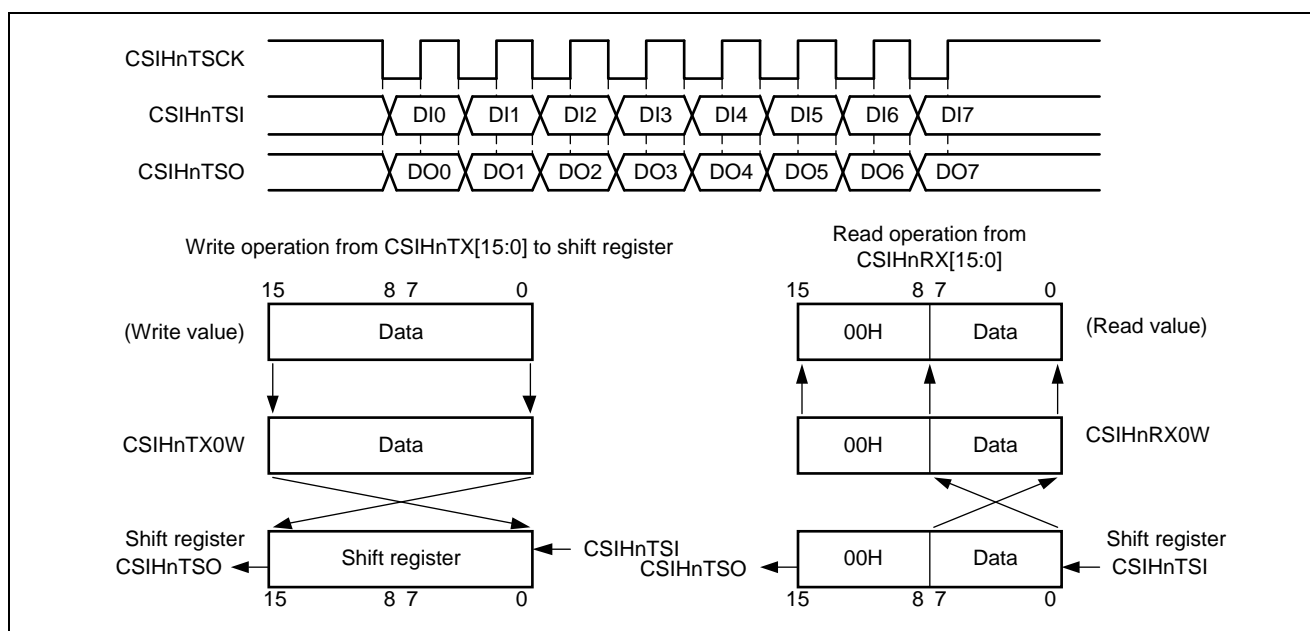 CSIHnTSCK
CSIHnTSI DI0 DI1 DI2 DI3 DI4 DI5 DI6 DI7
CSIHnTSO DO0 DO1 DO2 DO3 DO4 DO5 DO6 DO7
Write operation from CSIHnTX[15:0] to shift register
15 8 7 0
(Write value) Data
CSIHnTX0W Data
Shift register
CSIHnTSO Shift register CSIHnTSI
15 8 7 0
Read operation from
CSIHnRX[15:0]
15 8 7 0
00H Data (Read value)
00H Data CSIHnRX0W
Shift register
CSIHnTSO 00H Data CSIHnTSI
15 8 7 0